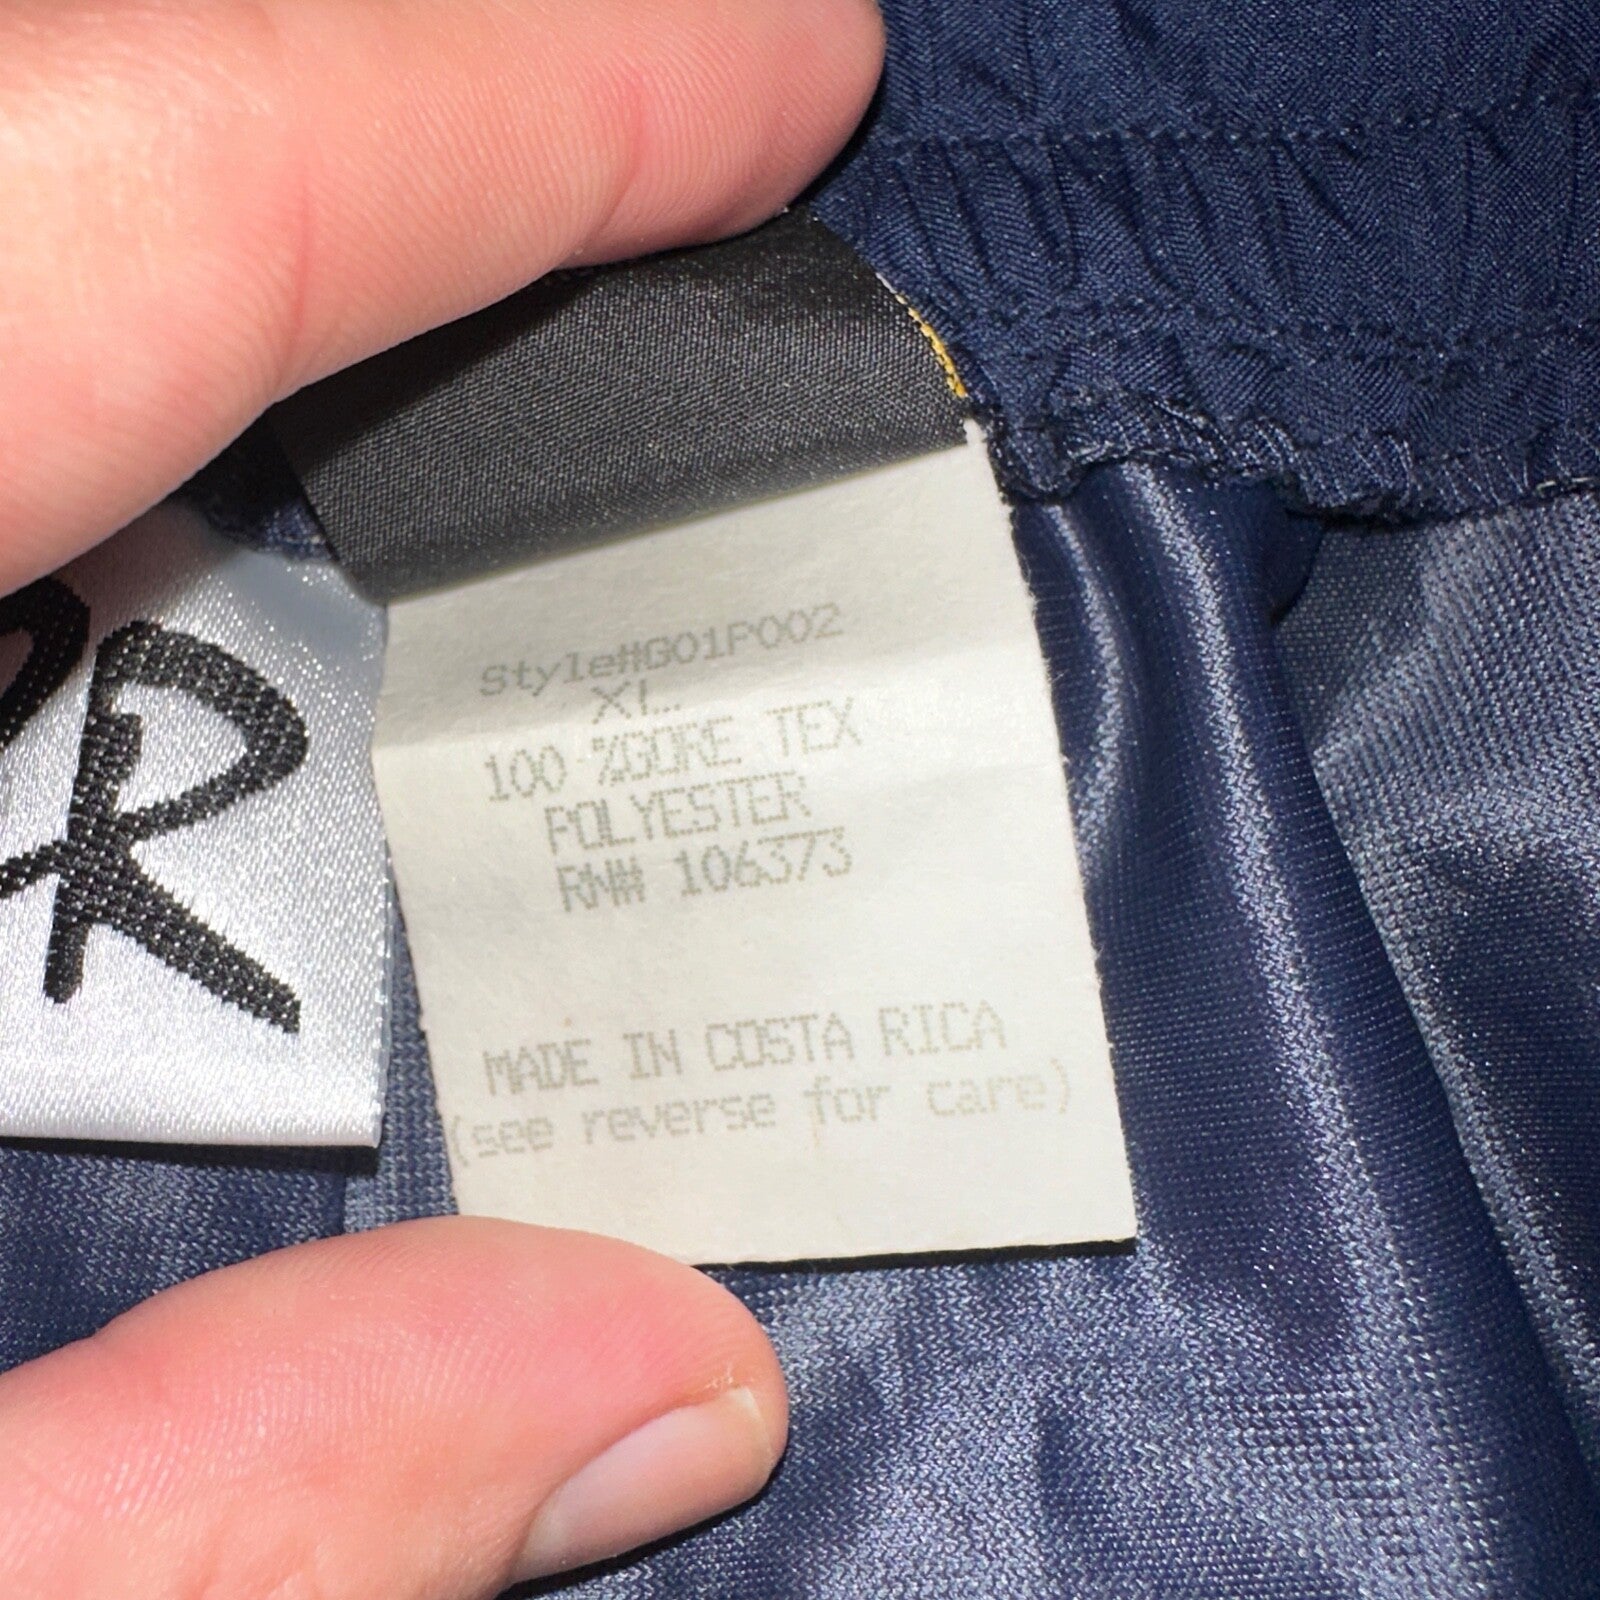 Style#G01P002
XL
100 %GORE TEX
POLYESTER
RN# 106373
MADE IN COSTA RICA
(see reverse for care)
R